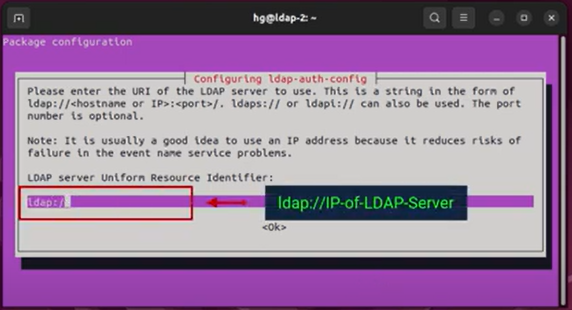 hg@ldap-2: ~
Package configuration
Configuring ldap-auth-config
Please enter the URI of the LDAP server to use. This is a string in the form of
ldap://<hostname or IP>:<port>/. ldaps:// or ldapi:// can also be used. The port
number is optional.
Note: It is usually a good idea to use an IP address because it reduces risks of
failure in the event name service problems.
LDAP server Uniform Resource Identifier:
ldap:/
ldap://IP-of-LDAP-Server
<Ok>